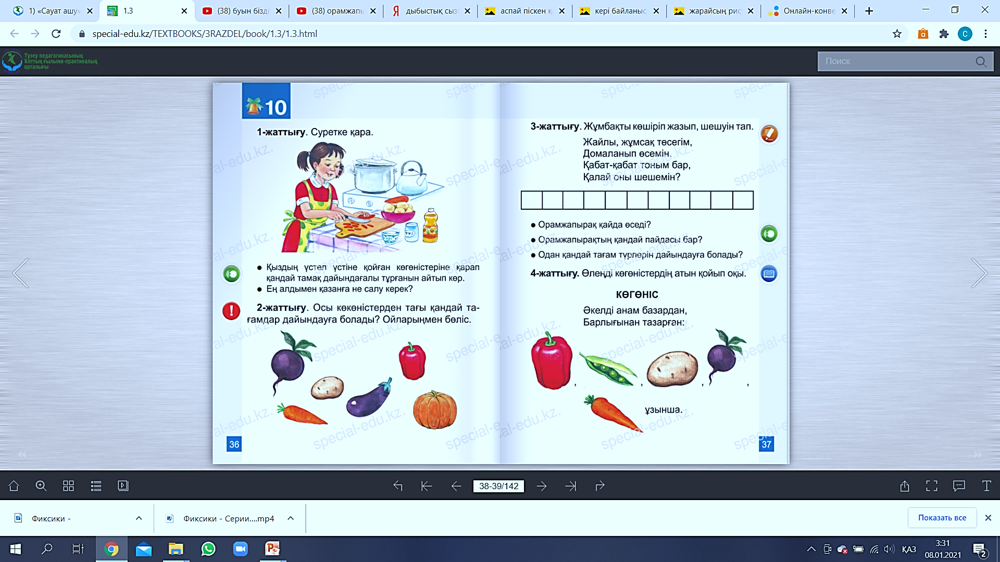 1) «Сауат ашу»
1.3
(38) буын бізді
(38) орамжапы
дыбыстық сыз
аспай піскен қ
кері байланыс
жарайсың рис
Онлайн-конве
special-edu.kz/TEXTBOOKS/3RAZDEL/book/1.3/1.3.html
C
Түзеу педагогикасының
Ұлттық ғылыми-практикалық
орталығы
Поиск
10
1-жаттығу. Суретке қара.
ТҰЗ
Қыздың үстел үстіне қойған көгөністеріне қарап
қандай тамақ дайындағалы тұрғанын айтып көр.
Ең алдымен қазанға не салу керек?
2-жаттығу. Осы көкөністерден тағы қандай та-
ғамдар дайындауға болады? Ойларыңмен бөліс.
36
3-жаттығу. Жұмбақты көшіріп жазып, шешуін тап.
Жайлы, жұмсақ төсегім,
Домаланып өсемін.
Қабат-қабат тоным бар,
Қалай оны шешемін?
Орамжапырақ қайда өседі?
Орамжапырақтың қандай пайдасы бар?
Одан қандай тағам түрлерін дайындауға болады?
4-жаттығу. Өлеңді көгөністердің атын қойып оқы.
КӨГӨНІС
Әкелді анам базардан,
Барлығынан тазарған:
, , , ,
ұзынша.
37
special-edu.kz.
38-39/142
Фиксики -
Фиксики - Серии....mp4
Показать все
ҚАЗ
3:31
08.01.2021
2